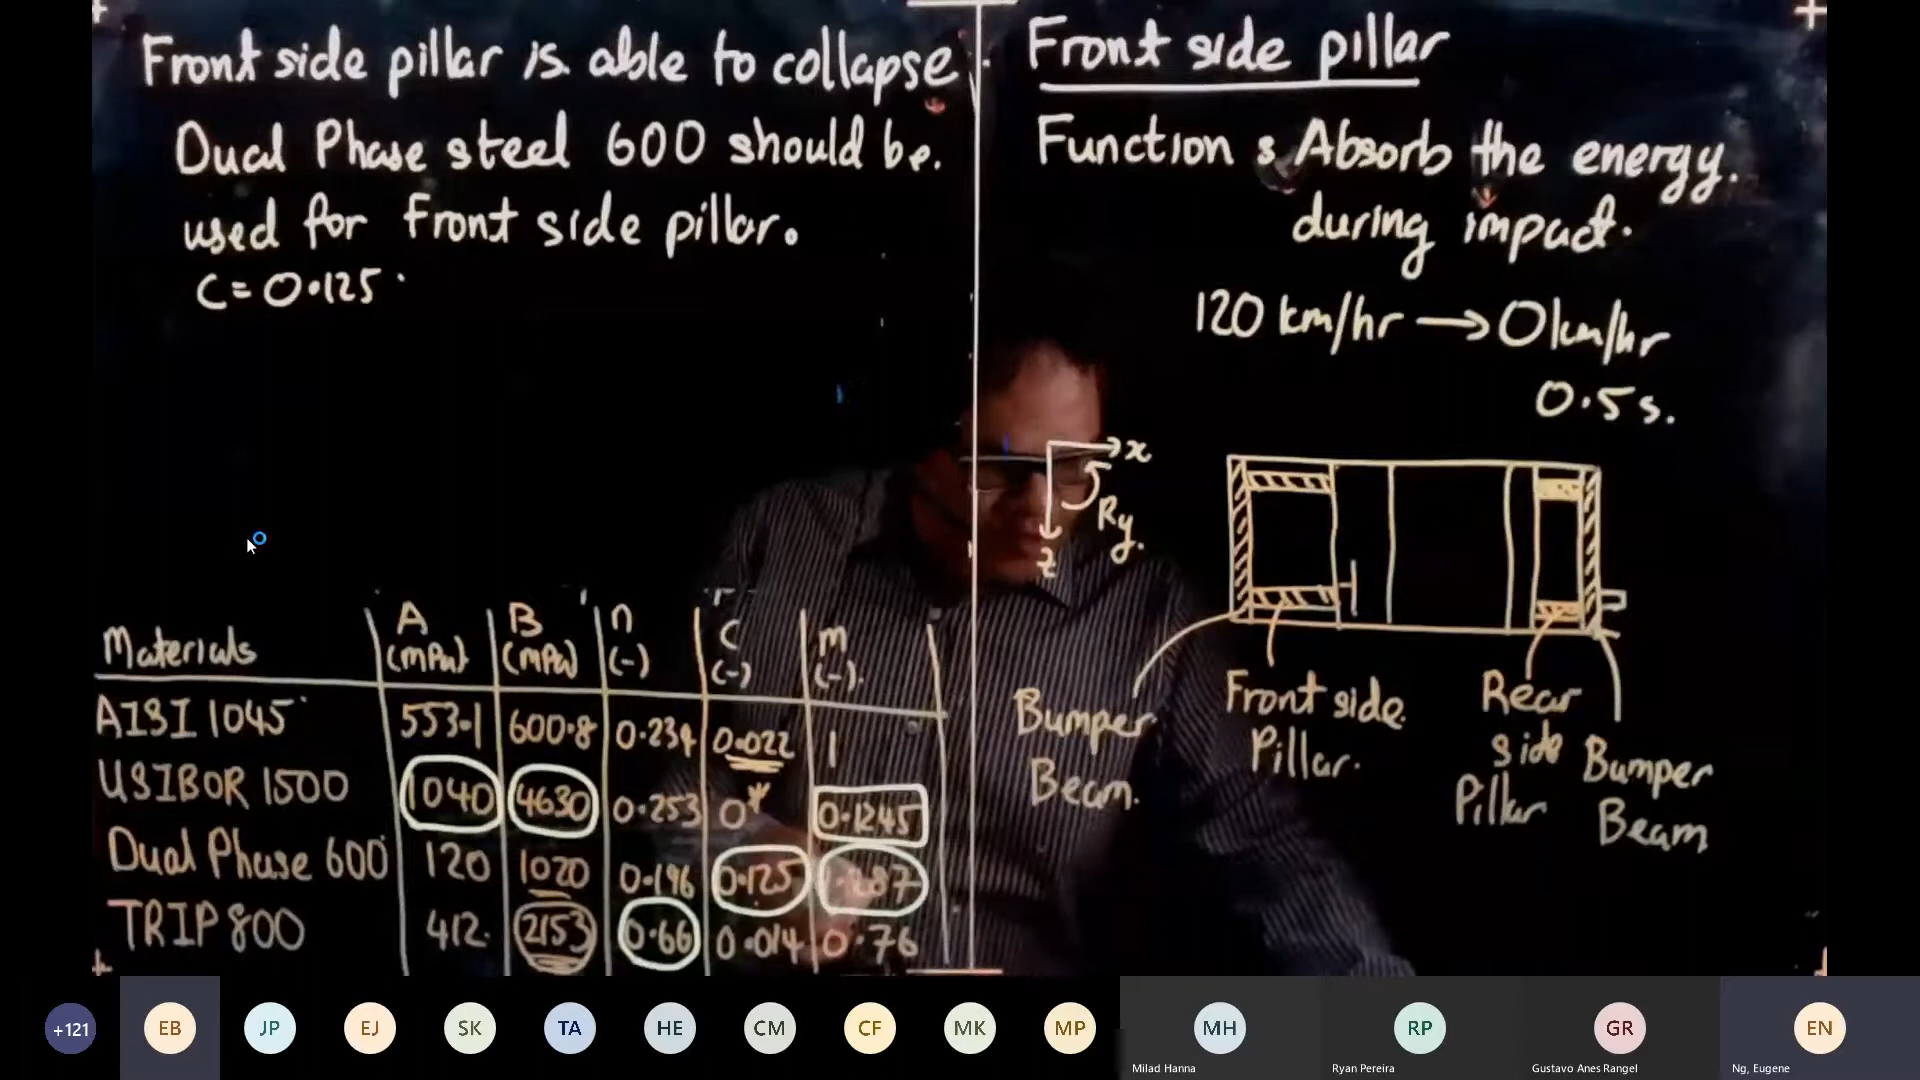 Front side pillar is able to collapse.
Dual Phase steel 600 should be.
used for Front side pillar.
C = 0.125
Front side pillar
Function : Absorb the energy.
during impact.
120 km/hr → 0 km/hr
0.5 s.
x
Ry.
z
Bumper
Beam.
Front side
Pillar.
Rear
side
Pillar
Bumper
Beam
Materials A (MPa) B (MPa) n (-) C (-) m (-).
AISI 1045 553.1 600.8 0.234 0.022 1
USIBOR 1500 1040 4630 0.253 0* 0.1245
Dual Phase 600 120 1020 0.196 0.125
TRIP 800 412. 2153 0.66 0.014 0.76
+121 EB JP EJ SK TA HE CM CF MK MP MH RP GR EN
Milad Hanna Ryan Pereira Gustavo Anes Rangel Ng, Eugene